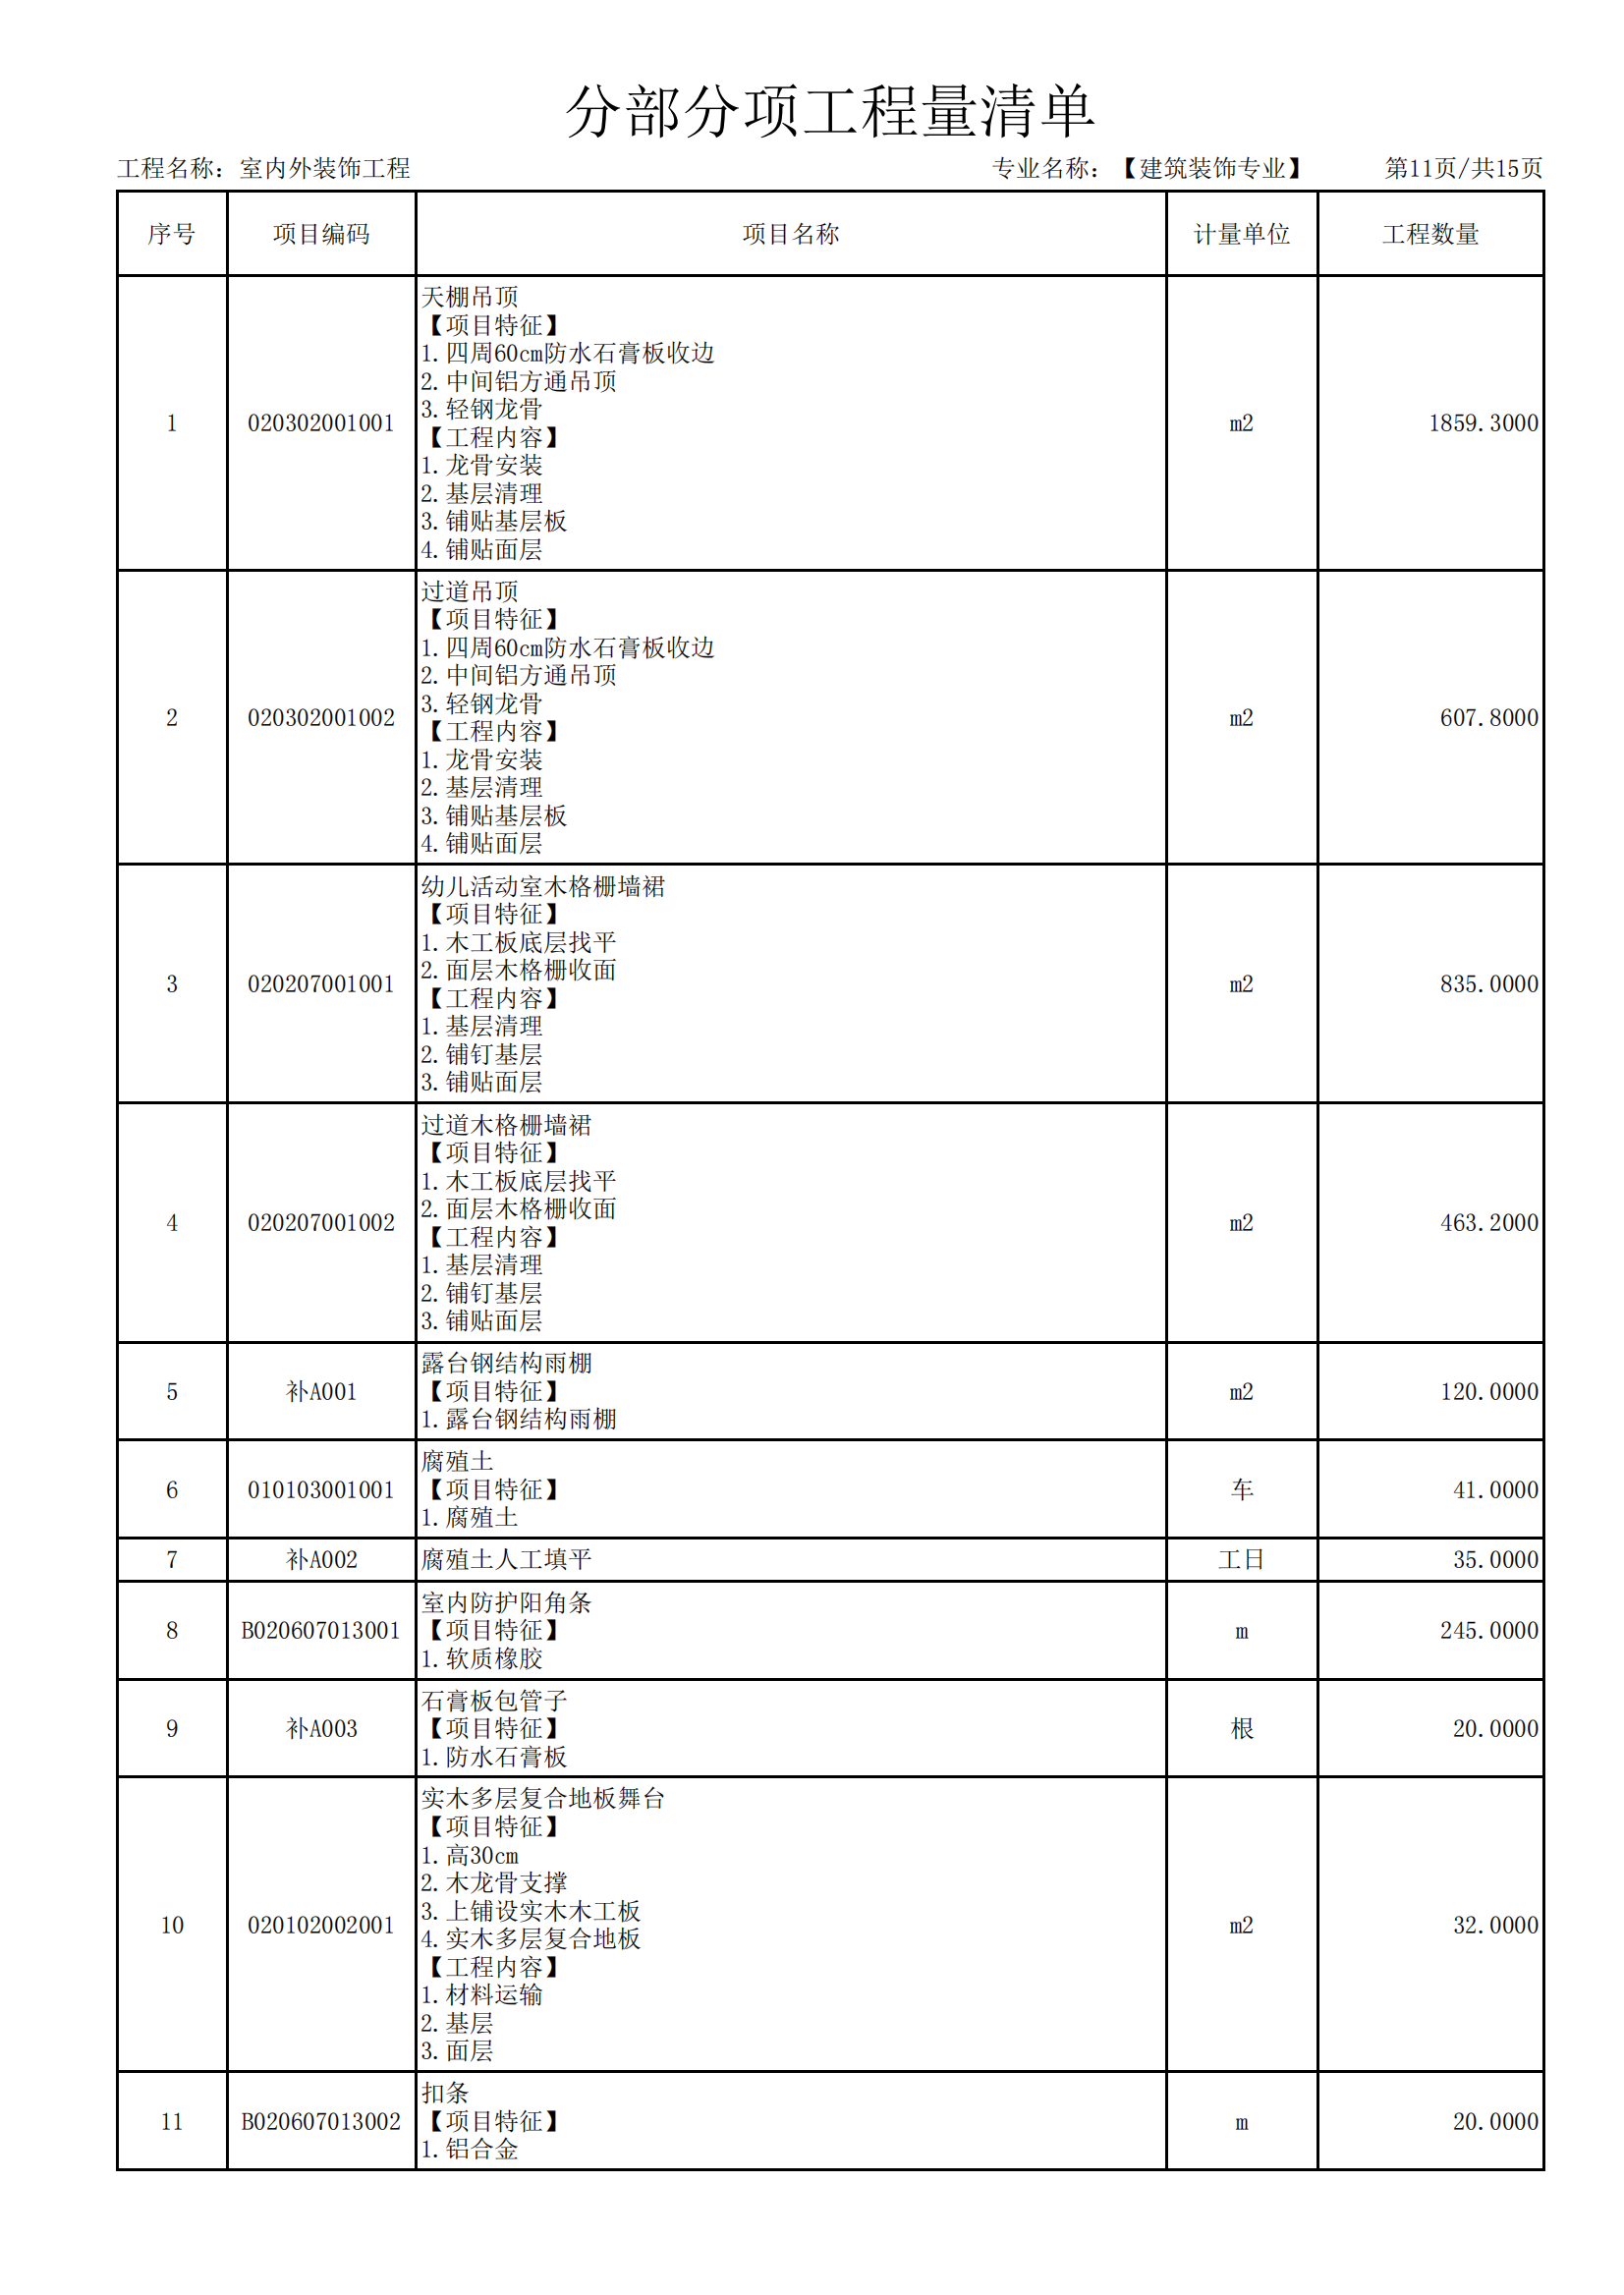 分部分项工程量清单
工程名称：室内外装饰工程 专业名称：【建筑装饰专业】 第11页/共15页
序号 项目编码 项目名称 计量单位 工程数量
天棚吊顶
【项目特征】
1.四周60cm防水石膏板收边
2.中间铝方通吊顶
3.轻钢龙骨
1 020302001001 m2 1859.3000
【工程内容】
1.龙骨安装
2.基层清理
3.铺贴基层板
4.铺贴面层
过道吊顶
【项目特征】
1.四周60cm防水石膏板收边
2.中间铝方通吊顶
3.轻钢龙骨
2 020302001002 m2 607.8000
【工程内容】
1.龙骨安装
2.基层清理
3.铺贴基层板
4.铺贴面层
幼儿活动室木格栅墙裙
【项目特征】
1.木工板底层找平
2.面层木格栅收面
3 020207001001 m2 835.0000
【工程内容】
1.基层清理
2.铺钉基层
3.铺贴面层
过道木格栅墙裙
【项目特征】
1.木工板底层找平
2.面层木格栅收面
4 020207001002 m2 463.2000
【工程内容】
1.基层清理
2.铺钉基层
3.铺贴面层
露台钢结构雨棚
5 补A001 【项目特征】 m2 120.0000
1.露台钢结构雨棚
腐殖土
6 010103001001 【项目特征】 车 41.0000
1.腐殖土
7 补A002 腐殖土人工填平 工日 35.0000
室内防护阳角条
8 B020607013001 【项目特征】 m 245.0000
1.软质橡胶
石膏板包管子
9 补A003 【项目特征】 根 20.0000
1.防水石膏板
实木多层复合地板舞台
【项目特征】
1.高30cm
2.木龙骨支撑
3.上铺设实木木工板
10 020102002001 m2 32.0000
4.实木多层复合地板
【工程内容】
1.材料运输
2.基层
3.面层
扣条
11 B020607013002 【项目特征】 m 20.0000
1.铝合金